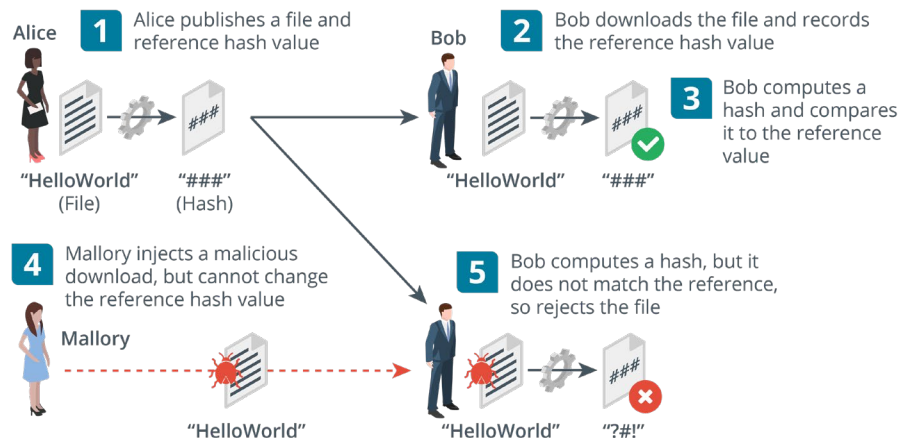 Alice
1
Alice publishes a file and
reference hash value
###
"HelloWorld"
(File)
"###"
(Hash)
Bob
2
Bob downloads the file and records
the reference hash value
3
Bob computes a
hash and compares
it to the reference
value
###
"HelloWorld"
"###"
4
Mallory injects a malicious
download, but cannot change
the reference hash value
Mallory
"HelloWorld"
5
Bob computes a hash, but it
does not match the reference,
so rejects the file
###
"HelloWorld"
"?#!"